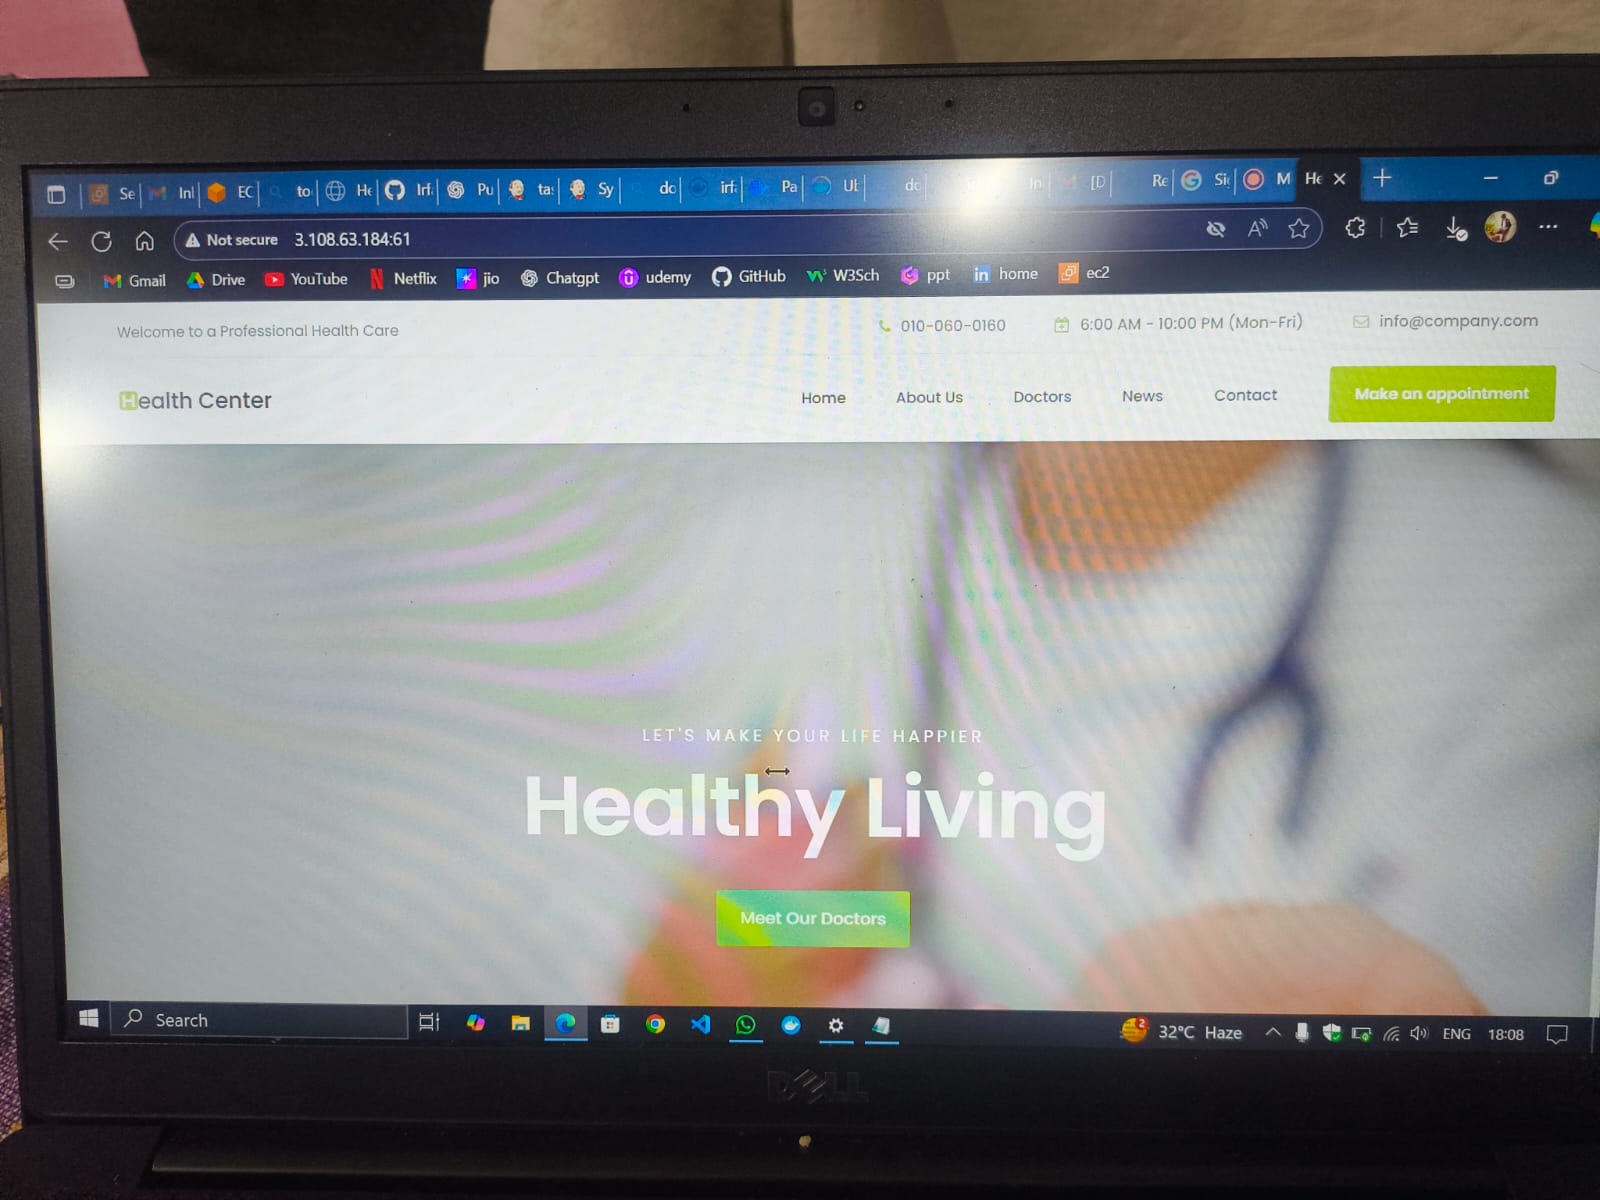 Se Inl EC to He Irf Pu ta: Sy dc irf Pa Ul dc In [D Re Si M He
Not secure 3.108.63.184:61
Gmail Drive YouTube Netflix jio Chatgpt udemy GitHub W3Sch ppt home ec2
Welcome to a Professional Health Care 010-060-0160 6:00 AM - 10:00 PM (Mon-Fri) info@company.com
Health Center Home About Us Doctors News Contact Make an appointment
LET'S MAKE YOUR LIFE HAPPIER
Healthy Living
Meet Our Doctors
Search 2 32°C Haze ENG 18:08
DELL